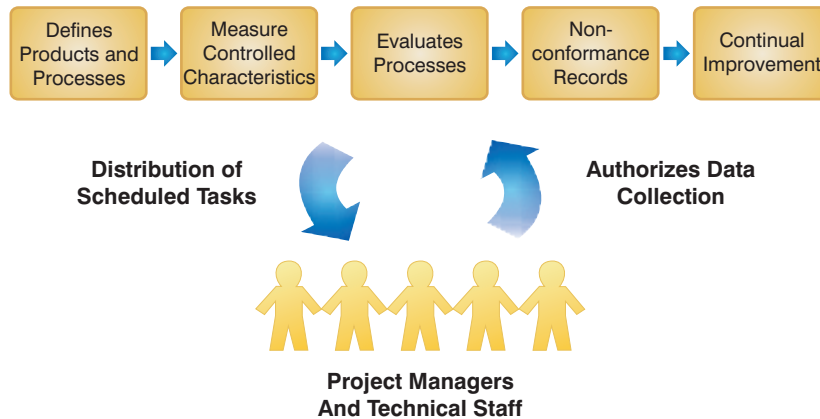 Defines
Products and
Processes
Measure
Controlled
Characteristics
Evaluates
Processes
Non-
conformance
Records
Continual
Improvement
Distribution of
Scheduled Tasks
Authorizes Data
Collection
Project Managers
And Technical Staff